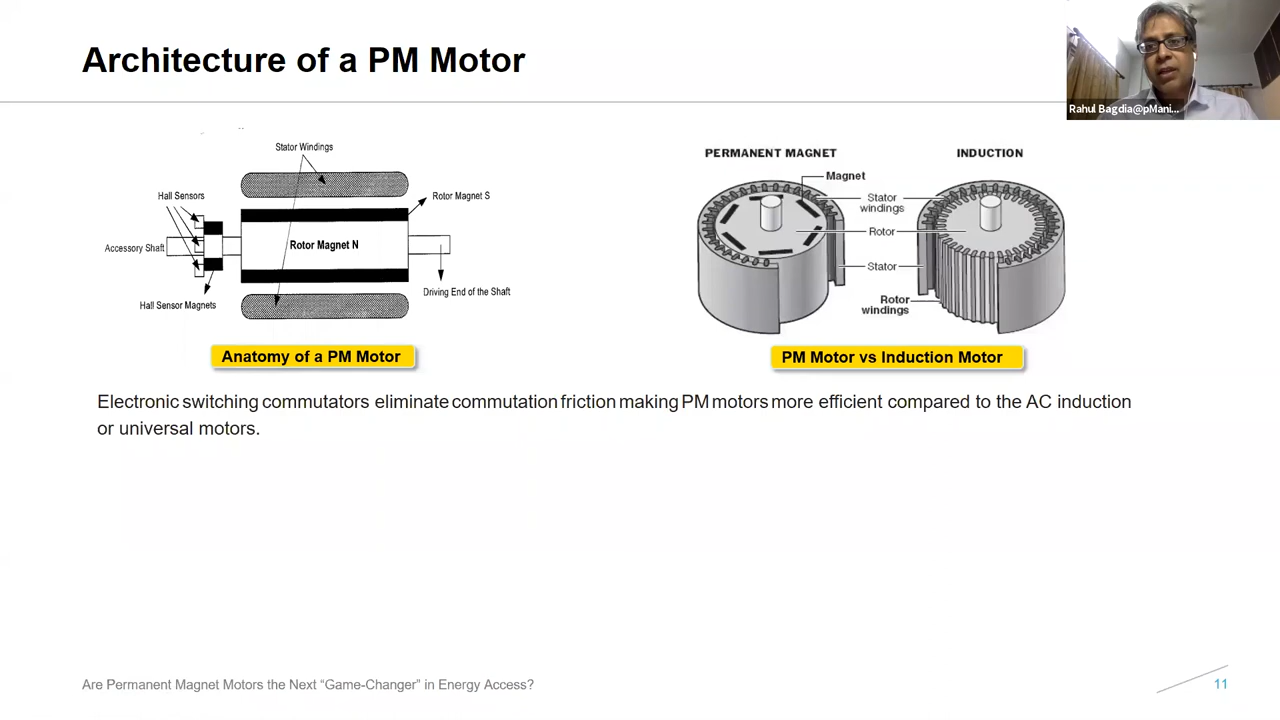 Architecture of a PM Motor
Rahul Bagdia@pMani...
Stator Windings
Hall Sensors
Rotor Magnet S
Accessory Shaft
Rotor Magnet N
Hall Sensor Magnets
Driving End of the Shaft
Anatomy of a PM Motor
PERMANENT MAGNET
INDUCTION
Magnet
Stator
windings
Rotor
Stator
Rotor
windings
PM Motor vs Induction Motor
Electronic switching commutators eliminate commutation friction making PM motors more efficient compared to the AC induction
or universal motors.
Are Permanent Magnet Motors the Next “Game-Changer” in Energy Access?
11